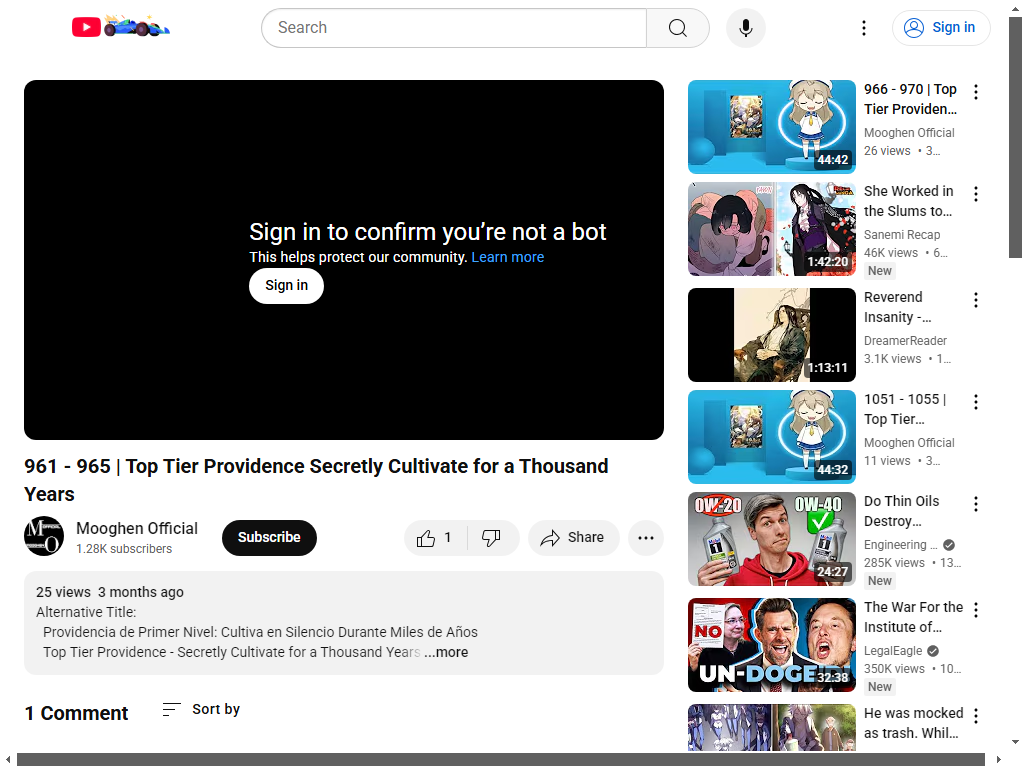 Search
Sign in
Sign in to confirm you’re not a bot
This helps protect our community. Learn more
Sign in
961 - 965 | Top Tier Providence Secretly Cultivate for a Thousand
Years
Mooghen Official
1.28K subscribers
Subscribe
1
Share
25 views 3 months ago
Alternative Title:
Providencia de Primer Nivel: Cultiva en Silencio Durante Miles de Años
Top Tier Providence - Secretly Cultivate for a Thousand Years ...more
1 Comment
Sort by
44:42
966 - 970 | Top
Tier Providen...
Mooghen Official
26 views • 3...
1:42:20
She Worked in
the Slums to...
Sanemi Recap
46K views • 6...
New
1:13:11
Reverend
Insanity -...
DreamerReader
3.1K views • 1...
44:32
1051 - 1055 |
Top Tier...
Mooghen Official
11 views • 3...
0W-20 0W-40
24:27
Do Thin Oils
Destroy...
Engineering ...
285K views • 13...
New
NO
UN-DOGE
32:38
The War For the
Institute of...
LegalEagle
350K views • 10...
New
He was mocked
as trash. Whil...